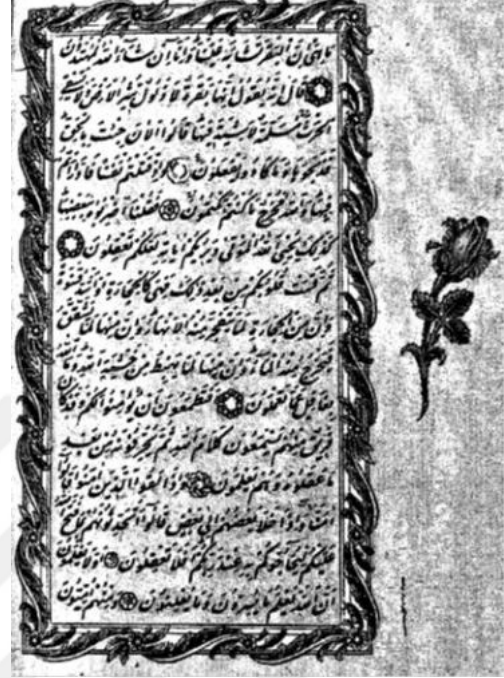 ما هي ان البقر تشابه علينا وانا ان شاء الله لمهتدون
قال انه يقول انها بقرة لا ذلول تثير الارض ولا تسقي
الحرث مسلمة لا شية فيها قالوا الان جئت بالحق
فذبحوها وما كادوا يفعلون واذ قتلتم نفسا فادارأتم
فيها والله مخرج ما كنتم تكتمون فقلنا اضربوه ببعضها
كذلك يحيي الله الموتى ويريكم اياته لعلكم تعقلون
ثم قست قلوبكم من بعد ذلك فهي كالحجارة او اشد قسوة
وان من الحجارة لما يتفجر منه الانهار وان منها لما يشقق
فيخرج منه الماء وان منها لما يهبط من خشية الله وما الله
بغافل عما تعملون افتطمعون ان يؤمنوا لكم وقد كان
فريق منهم يسمعون كلام الله ثم يحرفونه من بعد
ما عقلوه وهم يعلمون واذا لقوا الذين امنوا قالوا
امنا واذا خلا بعضهم الى بعض قالوا اتحدثونهم بما فتح الله
عليكم ليحاجوكم به عند ربكم افلا تعقلون اولا يعلمون
ان الله يعلم ما يسرون وما يعلنون ومنهم اميون